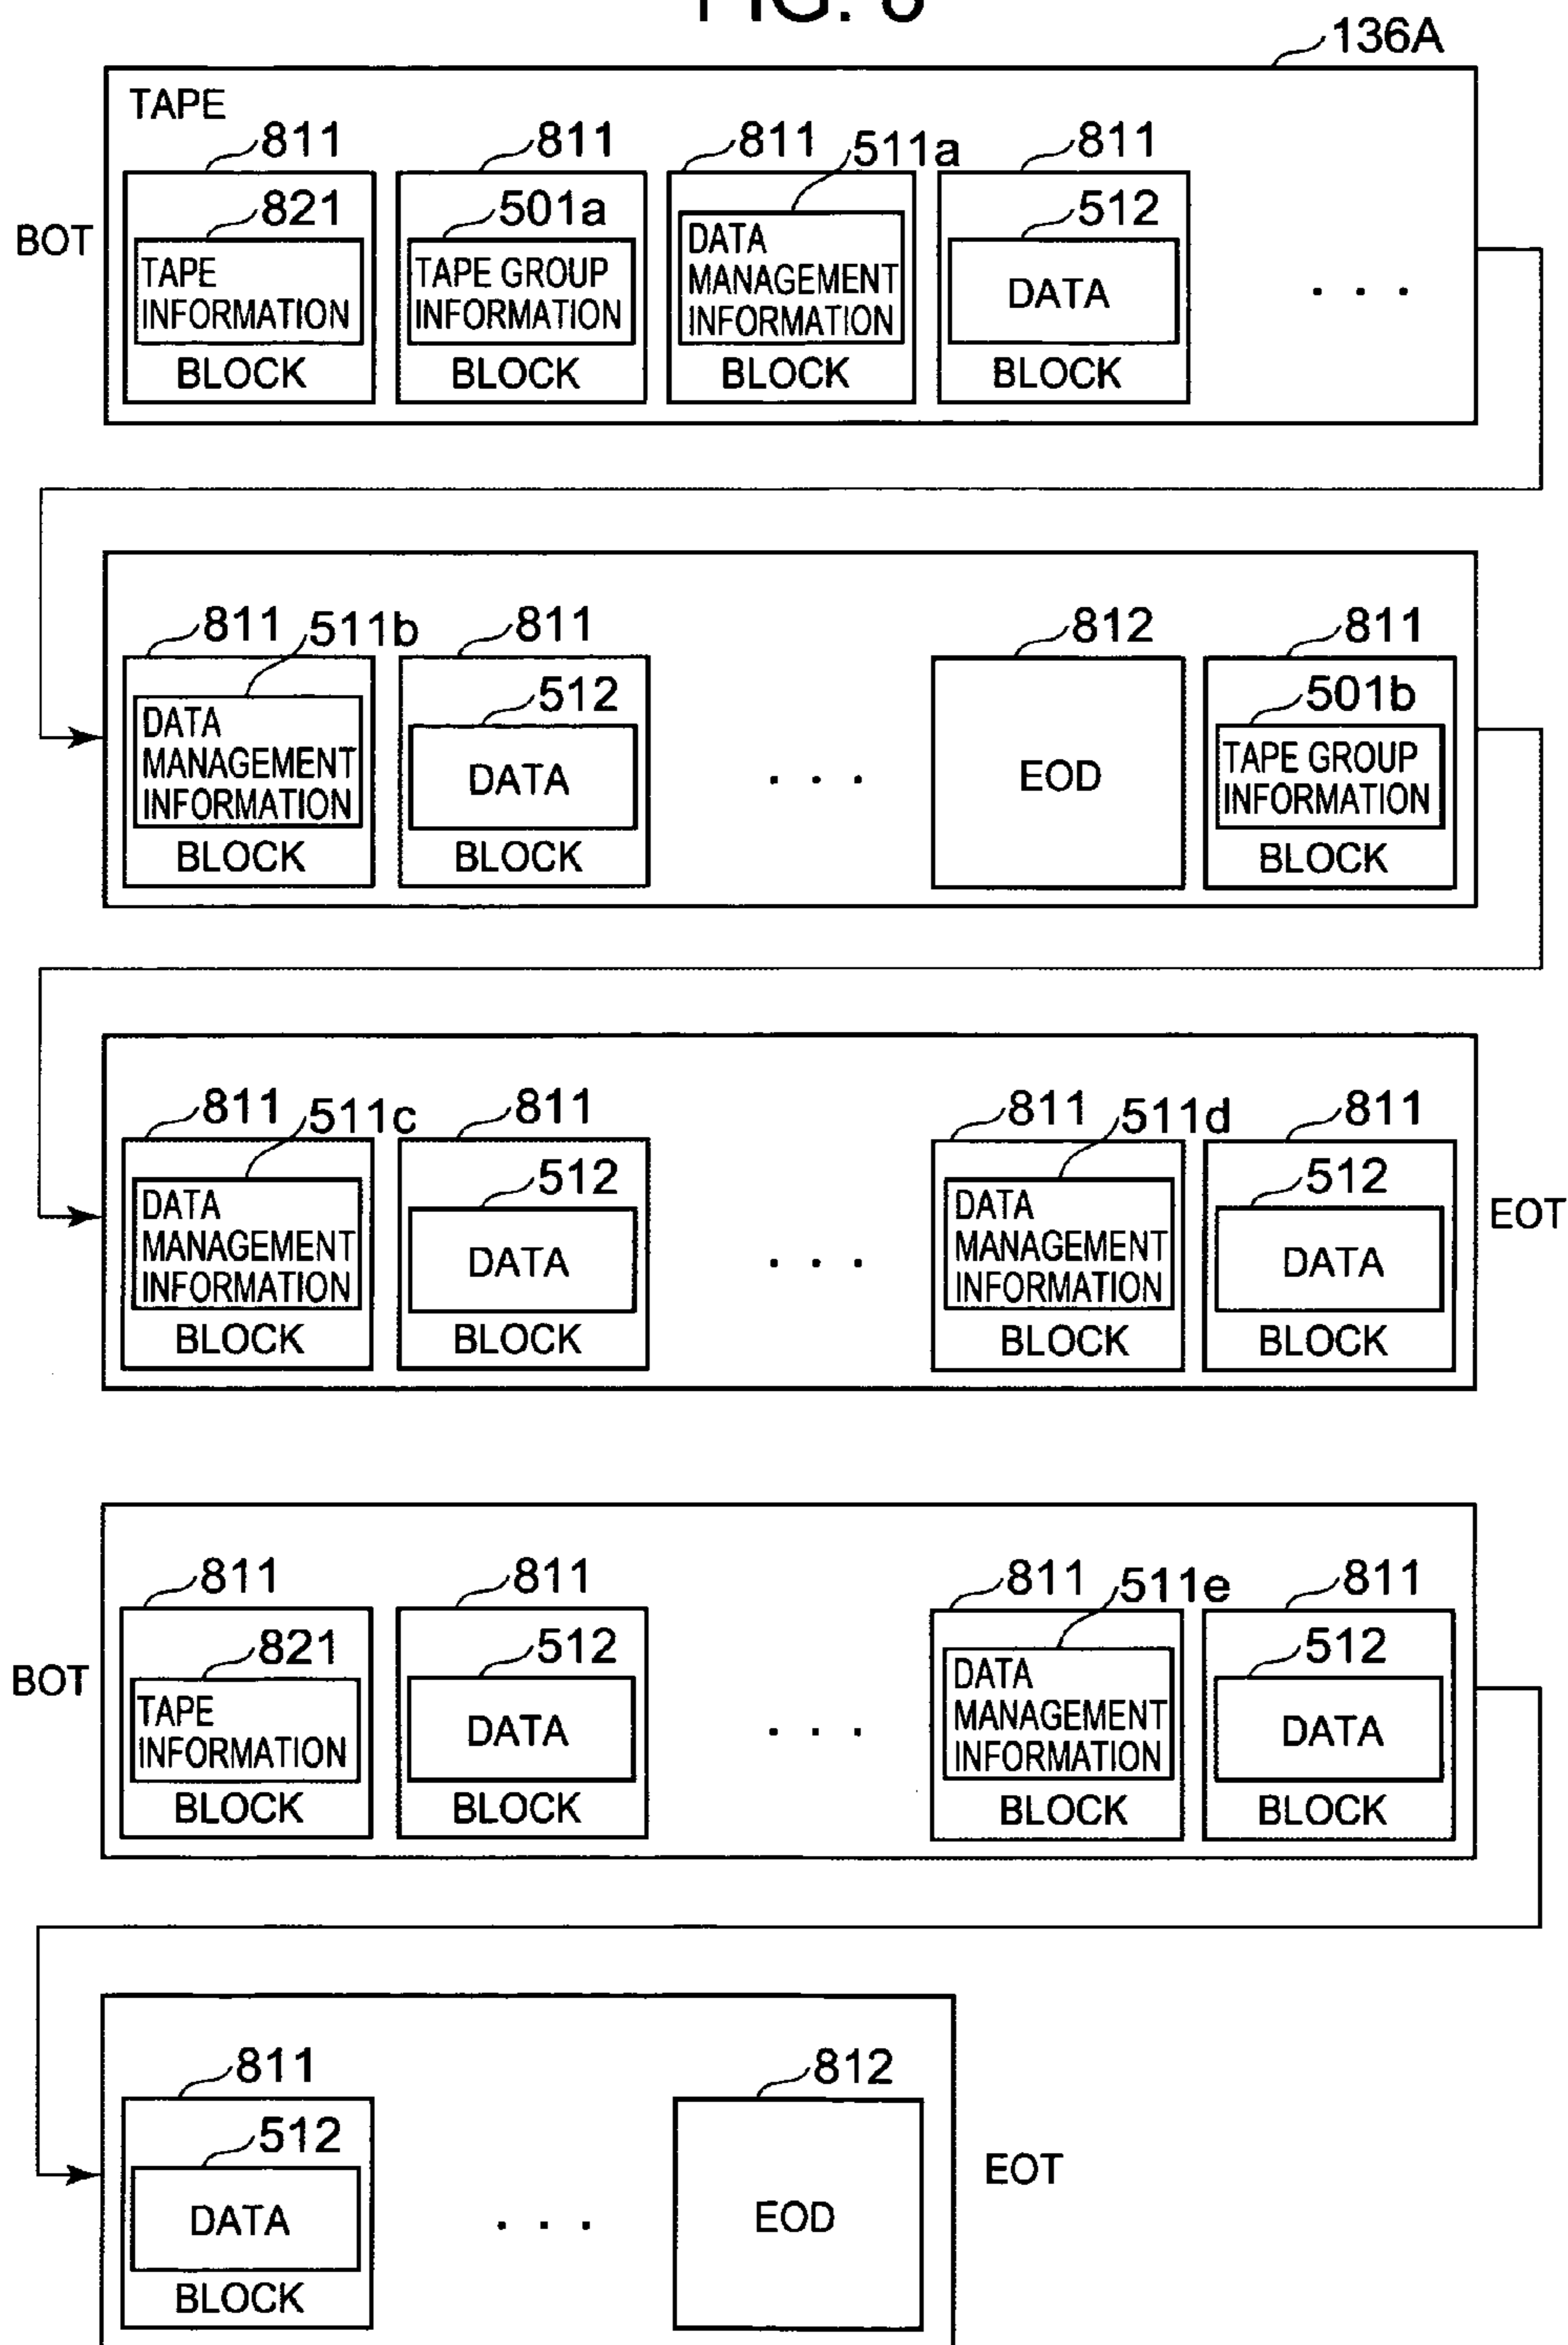 FIG. 8
136A
TAPE
811 811 811 511a 811
821 501a 512
BOT
TAPE INFORMATION
TAPE GROUP INFORMATION
DATA MANAGEMENT INFORMATION
DATA
. . .
BLOCK BLOCK BLOCK BLOCK
811 511b 811 812 811
512 501b
DATA MANAGEMENT INFORMATION
DATA
. . .
EOD
TAPE GROUP INFORMATION
BLOCK BLOCK BLOCK
811 511c 811 811 511d 811
512 512
DATA MANAGEMENT INFORMATION
DATA
. . .
DATA MANAGEMENT INFORMATION
DATA
EOT
BLOCK BLOCK BLOCK BLOCK
811 811 811 511e 811
821 512 512
BOT
TAPE INFORMATION
DATA
. . .
DATA MANAGEMENT INFORMATION
DATA
BLOCK BLOCK BLOCK BLOCK
811 812
512
DATA
. . .
EOD
EOT
BLOCK